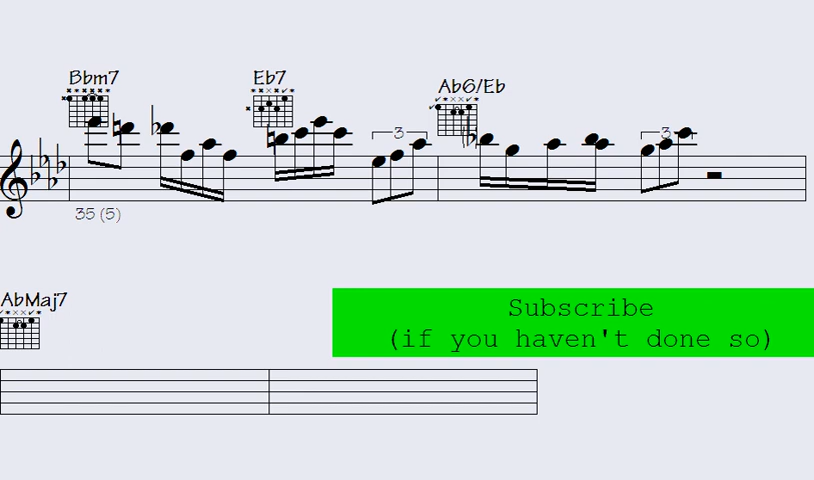 Bbm7 Eb7 Ab6/Eb
3 3
35 (5)
AbMaj7
Subscribe
(if you haven't done so)